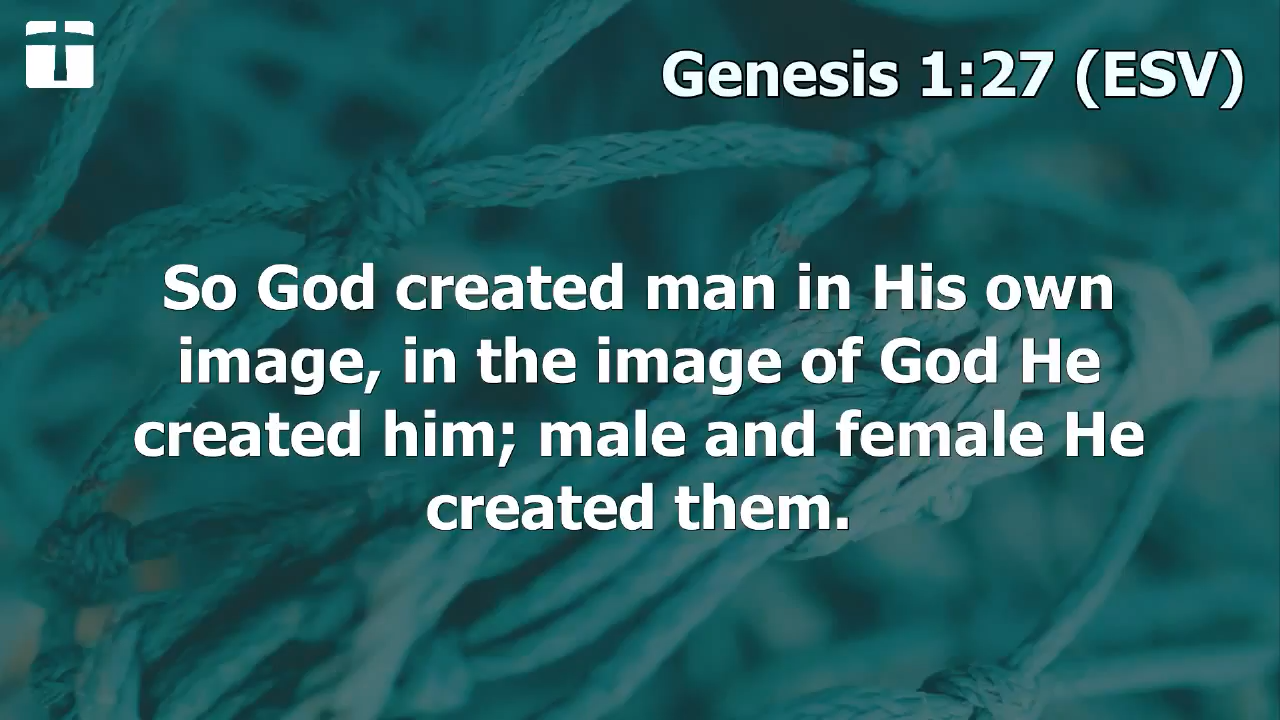 Genesis 1:27 (ESV)
So God created man in His own
image, in the image of God He
created him; male and female He
created them.